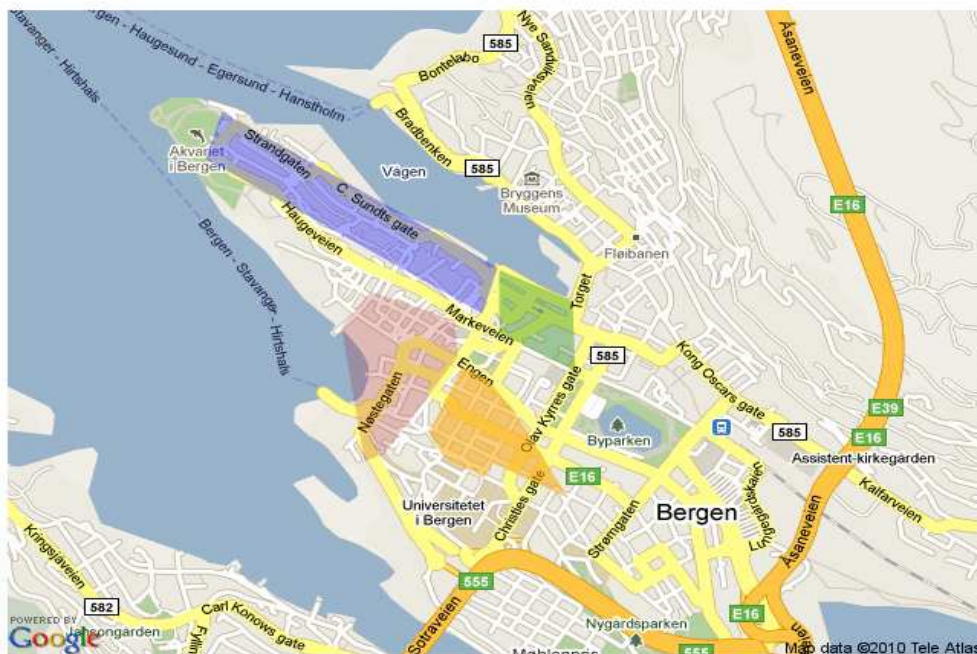 Stavanger - Hirtshals
Bergen - Haugesund - Egersund - Hanstholm
585
Bontelabo
Nye Sandviksveien
Åsaneveien
Akvariet
i Bergen
Strandgaten
C. Sundts gate
Vågen
Bradbenken
585
Bryggens
Museum
E16
Fløibanen
Haugeveien
Bergen - Stavanger - Hirtshals
Markeveien
Torget
585
Kong Oscars gate
Engen
Nøstegaten
Olav Kyrres gate
Byparken
E39
E16
585
Assistent-kirkegården
Kalfarveien
E16
Universitetet
i Bergen
Christies gate
Strømgaten
Bergen
Lungegårdskaien
Åsaneveien
Kringsjåveien
582
Carl Konows gate
555
Sotraveien
E16
Nygårdsparken
555
POWERED BY
Google
Map data ©2010 Tele Atlas